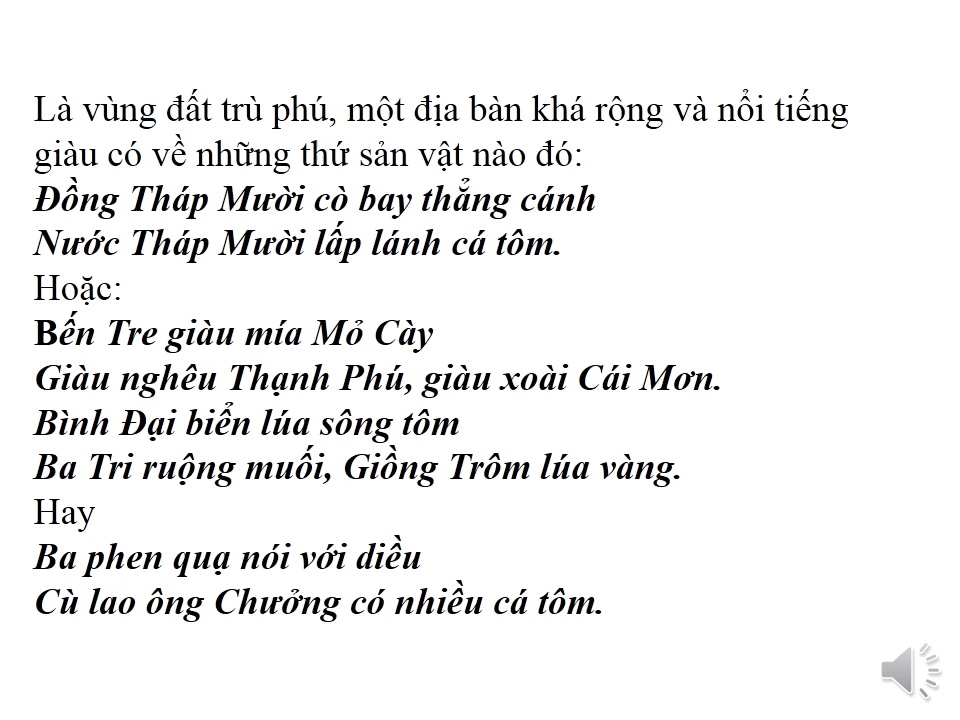 Là vùng đất trù phú, một địa bàn khá rộng và nổi tiếng
giàu có về những thứ sản vật nào đó:
Đồng Tháp Mười cò bay thẳng cánh
Nước Tháp Mười lấp lánh cá tôm.
Hoặc:
Bến Tre giàu mía Mỏ Cày
Giàu nghêu Thạnh Phú, giàu xoài Cái Mơn.
Bình Đại biển lúa sông tôm
Ba Tri ruộng muối, Giồng Trôm lúa vàng.
Hay
Ba phen quạ nói với diều
Cù lao ông Chưởng có nhiều cá tôm.